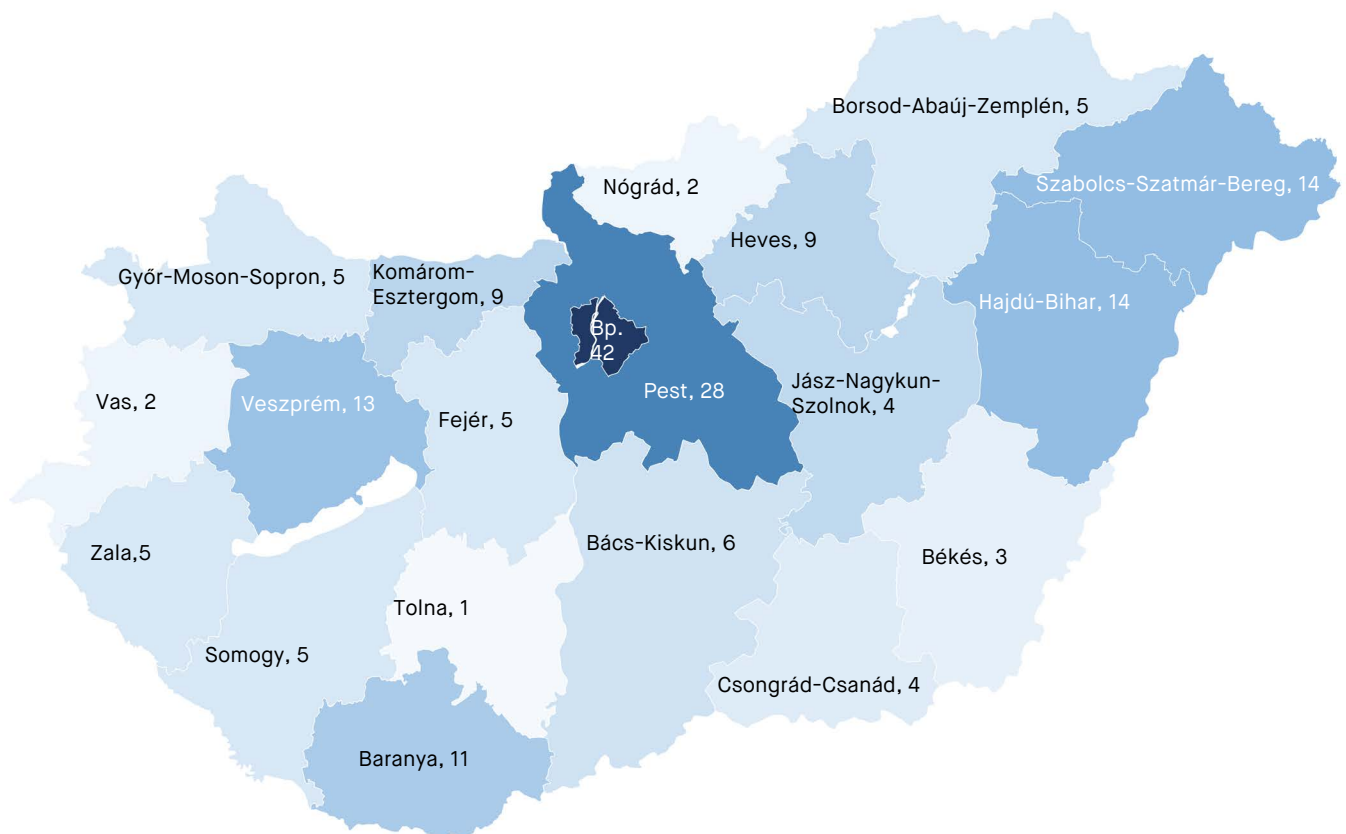 Borsod-Abaúj-Zemplén, 5
Szabolcs-Szatmár-Bereg, 14
Nógrád, 2
Heves, 9
Győr-Moson-Sopron, 5
Komárom-
Esztergom, 9
Hajdú-Bihar, 14
Bp.
42
Vas, 2
Veszprém, 13
Fejér, 5
Pest, 28
Jász-Nagykun-
Szolnok, 4
Zala,5
Bács-Kiskun, 6
Békés, 3
Tolna, 1
Somogy, 5
Csongrád-Csanád, 4
Baranya, 11